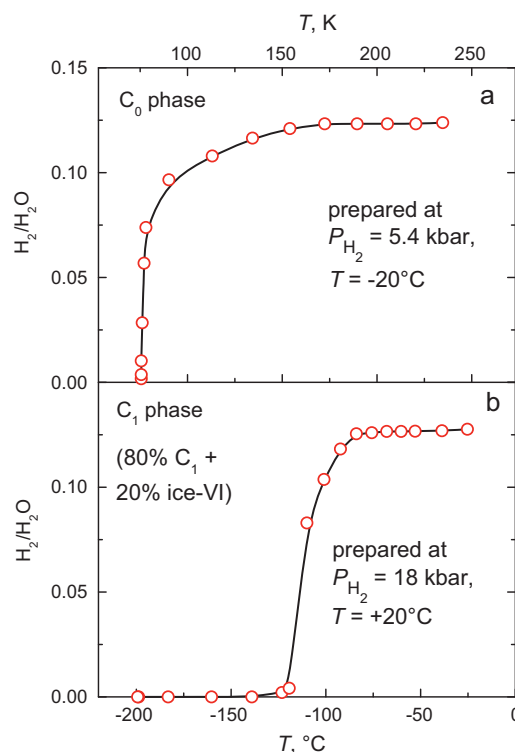 T, K
100 150 200 250
0.15
C₀ phase
a
0.10
H₂/H₂O
prepared at
P_H₂ = 5.4 kbar,
T = -20°C
0.05
0.00
C₁ phase
b
(80% C₁ +
20% ice-VI)
0.10
H₂/H₂O
prepared at
P_H₂ = 18 kbar,
T = +20°C
0.05
0.00
-200 -150 -100 -50 0
T, °C